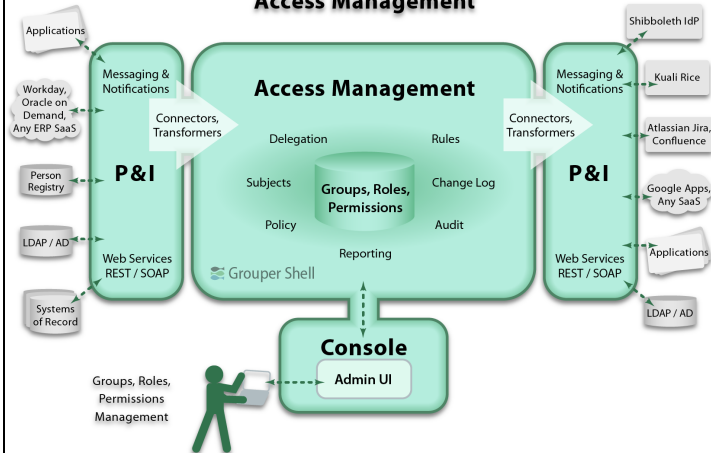 Access Management
Applications
Workday,
Oracle on
Demand,
Any ERP SaaS
Person
Registry
LDAP / AD
Systems
of Record
Messaging &
Notifications
P&I
Web Services
REST / SOAP
Connectors,
Transformers
Access Management
Delegation
Rules
Subjects
Groups, Roles,
Permissions
Change Log
Policy
Audit
Reporting
Grouper Shell
Connectors,
Transformers
Messaging &
Notifications
P&I
Web Services
REST / SOAP
Shibboleth IdP
Kuali Rice
Atlassian Jira,
Confluence
Google Apps,
Any SaaS
Applications
LDAP / AD
Console
Admin UI
Groups, Roles,
Permissions
Management